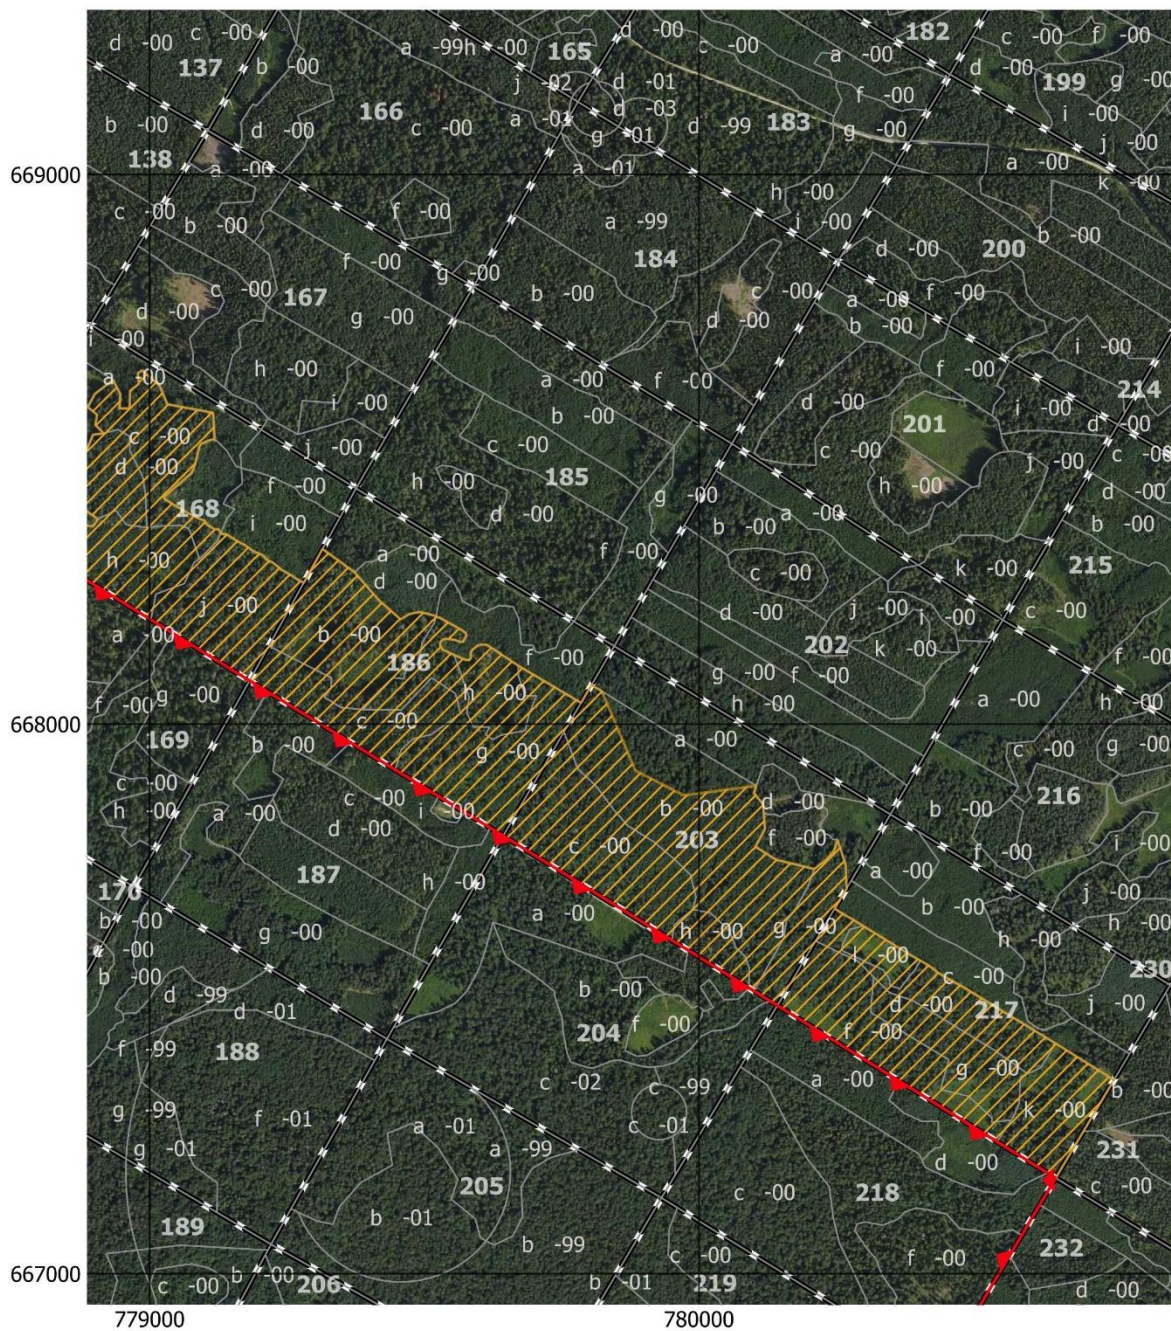 c -00
182
c -00
f -00
d -00
d -00
165
c -00
a -99
h -00
137
b -00
a -00
d -00
199
g -00
j -02
d -01
166
f -00
d -03
i -00
b -00
d -00
c -00
a
g -01
d -99
183
g -00
j -00
138
a -01
a -00
669000
a -00
k -00
h -00
c -00
f -00
b -00
a -99
i -00
b -00
d -00
200
184
f -00
g -00
c -00
167
b -00
c -00
a -00
f -00
d -00
g -00
d -00
b -00
i -00
i -00
h -00
f -00
a -00
a -00
f -00
214
i -00
d -00
i -00
b -00
201
d -00
c -00
j -00
c -00
c -00
c -00
j -00
d -00
185
h -00
h -00
f -00
g -00
d -00
168
i -00
d -00
b -00
a -00
b -00
a -00
f -00
h -00
d -00
c -00
k -00
215
j -00
d -00
j -00
i -00
c -00
a -00
b -00
202
k -00
186
f -00
f -00
g -00
f -00
h -00
g -00
h -00
a -00
h -00
f -00
668000
c -00
169
b -00
g -00
a -00
c -00
g -00
c -00
c -00
216
h -00
a -00
i -00
b -00
d -00
b -00
d -00
203
f -00
i -00
c -00
f -00
187
a -00
j -00
170
h -00
b -00
a -00
b -00
h -00
g -00
h -00
g -00
h -00
-00
l -00
b -00
230
c -00
d -99
b -00
217
j -00
d -01
d -00
204
f -00
f -00
f -99
188
g -00
c -02
c -99
a -00
b -00
g -99
k -00
f -01
a -01
c -01
g -01
a -99
231
d -00
205
c -00
218
c -00
b -01
189
b -99
232
c -00
f -00
b -00
c -00
206
b -01
219
d -00
667000
779000
780000